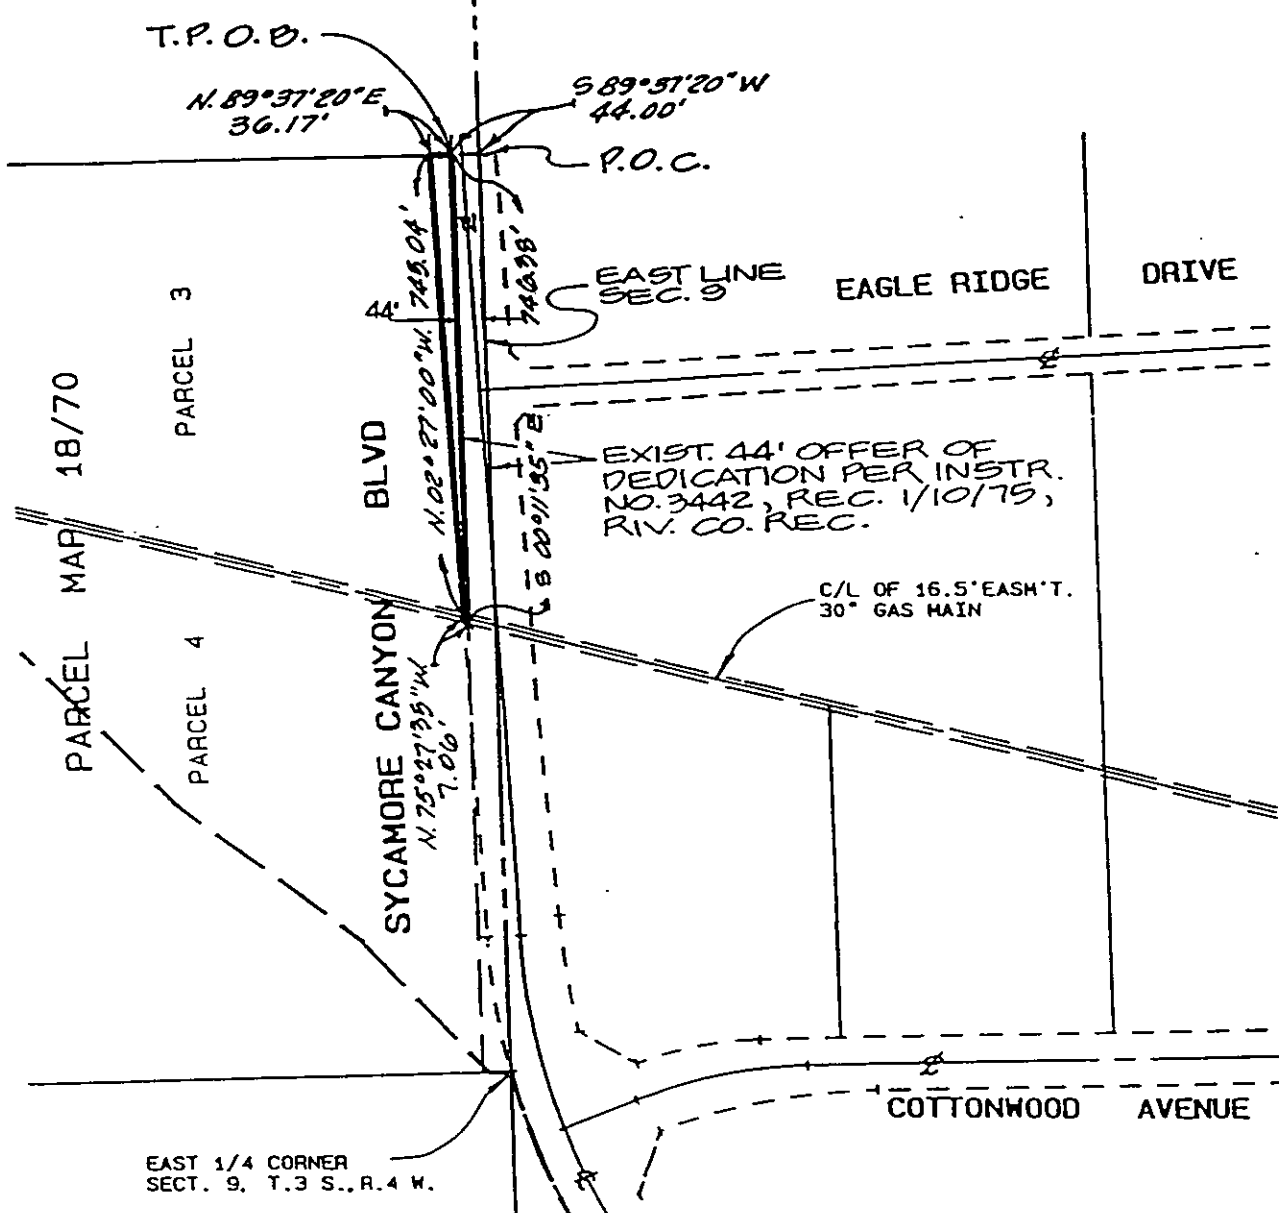 T.P.O.B.
N. 89°37'20"E
36.17'
S 89°37'20"W
44.00'
P.O.C.
EAST LINE
SEC. 9
EAGLE RIDGE DRIVE
44'
N.02°27'00"W. 745.04'
746.38'
S 00°11'35" E
PARCEL 3
PARCEL MAP 18/70
PARCEL 4
SYCAMORE CANYON BLVD
EXIST. 44' OFFER OF
DEDICATION PER INSTR.
NO. 3442, REC. 1/10/75,
RIV. CO. REC.
C/L OF 16.5'EASM'T.
30" GAS MAIN
N.75°27'35"W
7.06'
COTTONWOOD AVENUE
EAST 1/4 CORNER
SECT. 9, T.3 S., R.4 W.